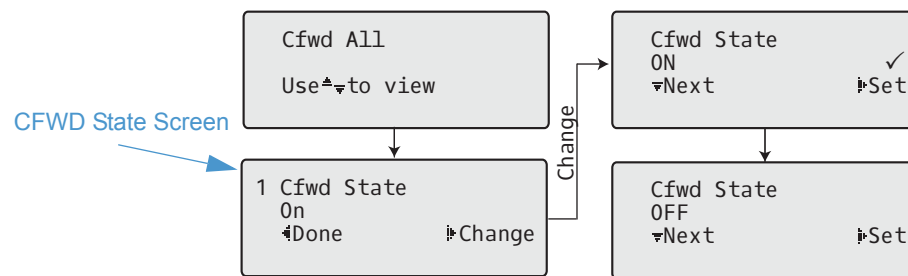 Cfwd All
Use▲▼to view
CFWD State Screen
1 Cfwd State
On
◀Done ▶Change
Change
Cfwd State
ON ✓
▼Next ▶Set
Cfwd State
OFF
▼Next ▶Set